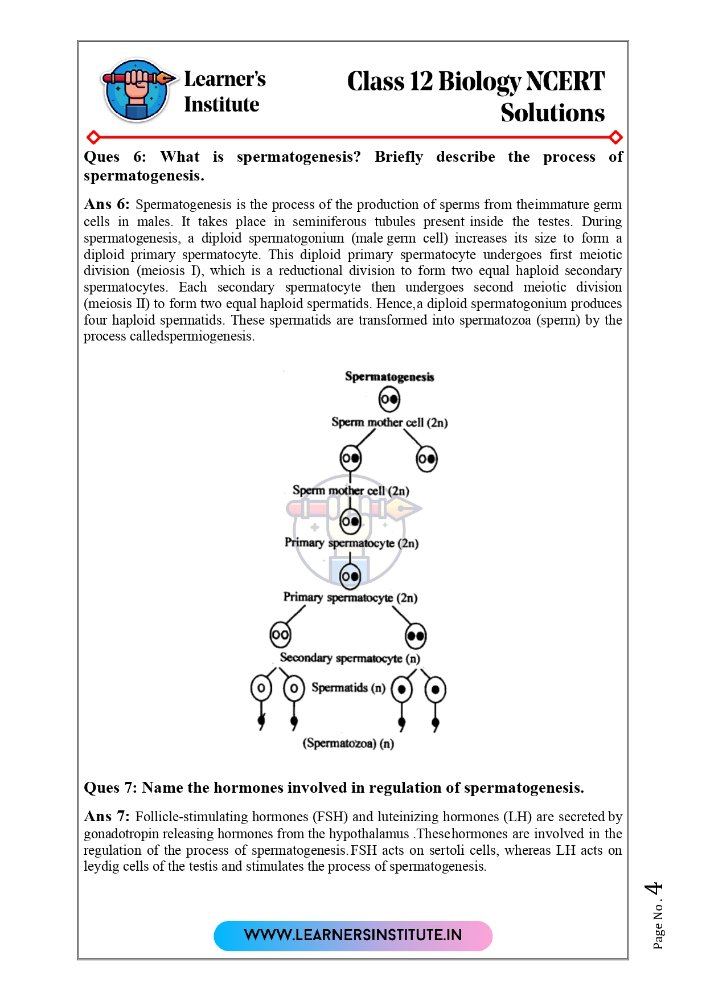 Learner's
Institute
Class 12 Biology NCERT
Solutions
Ques 6: What is spermatogenesis? Briefly describe the process of
spermatogenesis.
Ans 6: Spermatogenesis is the process of the production of sperms from theimmature germ
cells in males. It takes place in seminiferous tubules present inside the testes. During
spermatogenesis, a diploid spermatogonium (male germ cell) increases its size to form a
diploid primary spermatocyte. This diploid primary spermatocyte undergoes first meiotic
division (meiosis I), which is a reductional division to form two equal haploid secondary
spermatocytes. Each secondary spermatocyte then undergoes second meiotic division
(meiosis II) to form two equal haploid spermatids. Hence,a diploid spermatogonium produces
four haploid spermatids. These spermatids are transformed into spermatozoa (sperm) by the
process calledspermiogenesis.
Spermatogenesis
Sperm mother cell (2n)
Sperm mother cell (2n)
Primary spermatocyte (2n)
Primary spermatocyte (2n)
Secondary spermatocyte (n)
Spermatids (n)
(Spermatozoa) (n)
Ques 7: Name the hormones involved in regulation of spermatogenesis.
Ans 7: Follicle-stimulating hormones (FSH) and luteinizing hormones (LH) are secreted by
gonadotropin releasing hormones from the hypothalamus .Thesehormones are involved in the
regulation of the process of spermatogenesis. FSH acts on sertoli cells, whereas LH acts on
leydig cells of the testis and stimulates the process of spermatogenesis.
WWW.LEARNERSINSTITUTE.IN
Page No. 4